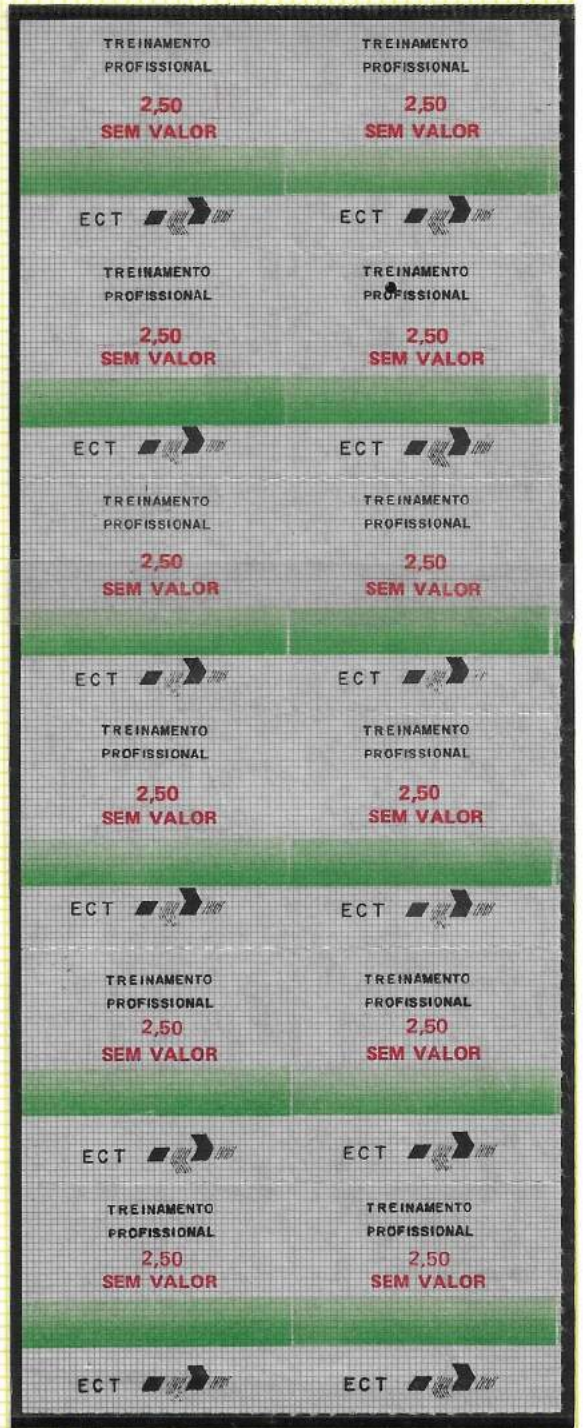 TREINAMENTO TREINAMENTO
PROFISSIONAL PROFISSIONAL
2,50 2,50
SEM VALOR SEM VALOR
ECT ECT
TREINAMENTO TREINAMENTO
PROFISSIONAL PROFISSIONAL
2,50 2,50
SEM VALOR SEM VALOR
ECT ECT
TREINAMENTO TREINAMENTO
PROFISSIONAL PROFISSIONAL
2,50 2,50
SEM VALOR SEM VALOR
ECT ECT
TREINAMENTO TREINAMENTO
PROFISSIONAL PROFISSIONAL
2,50 2,50
SEM VALOR SEM VALOR
ECT ECT
TREINAMENTO TREINAMENTO
PROFISSIONAL PROFISSIONAL
2,50 2,50
SEM VALOR SEM VALOR
ECT ECT
TREINAMENTO TREINAMENTO
PROFISSIONAL PROFISSIONAL
2,50 2,50
SEM VALOR SEM VALOR
ECT ECT